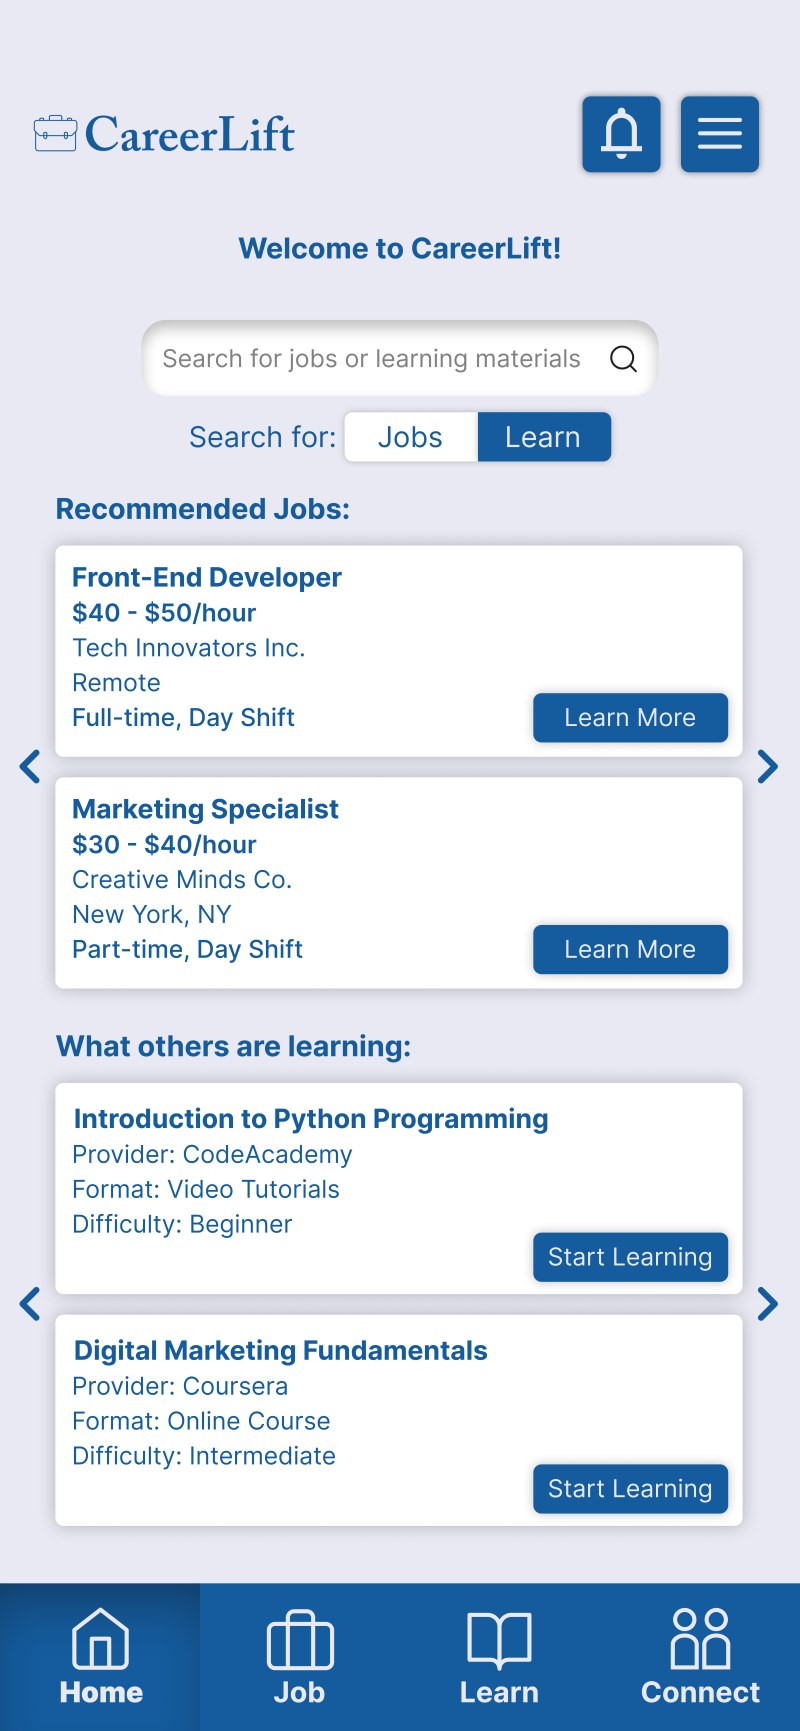 CareerLift
Welcome to CareerLift!
Search for jobs or learning materials
Search for: Jobs Learn
Recommended Jobs:
Front-End Developer
$40 - $50/hour
Tech Innovators Inc.
Remote
Full-time, Day Shift
Learn More
Marketing Specialist
$30 - $40/hour
Creative Minds Co.
New York, NY
Part-time, Day Shift
Learn More
What others are learning:
Introduction to Python Programming
Provider: CodeAcademy
Format: Video Tutorials
Difficulty: Beginner
Start Learning
Digital Marketing Fundamentals
Provider: Coursera
Format: Online Course
Difficulty: Intermediate
Start Learning
Home Job Learn Connect